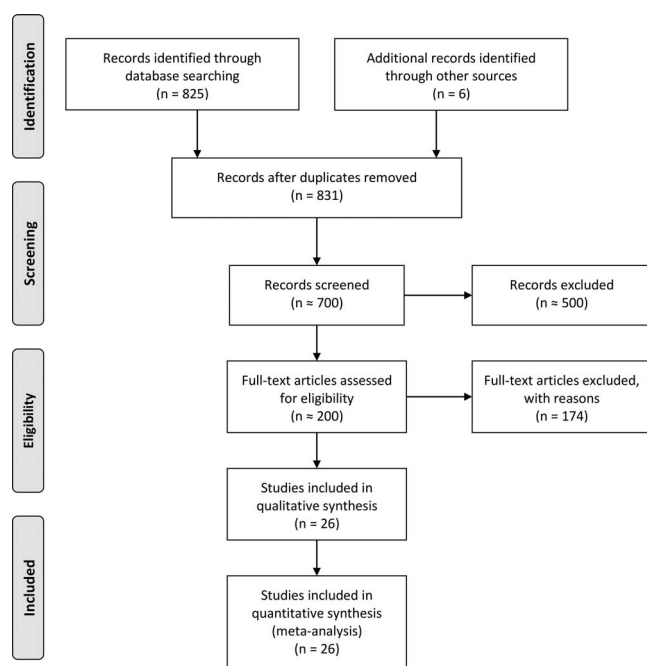 Identification
Records identified through
database searching
(n = 825)
Additional records identified
through other sources
(n = 6)
Records after duplicates removed
(n = 831)
Screening
Records screened
(n ≈ 700)
Records excluded
(n ≈ 500)
Eligibility
Full-text articles assessed
for eligibility
(n ≈ 200)
Full-text articles excluded,
with reasons
(n = 174)
Studies included in
qualitative synthesis
(n = 26)
Included
Studies included in
quantitative synthesis
(meta-analysis)
(n = 26)